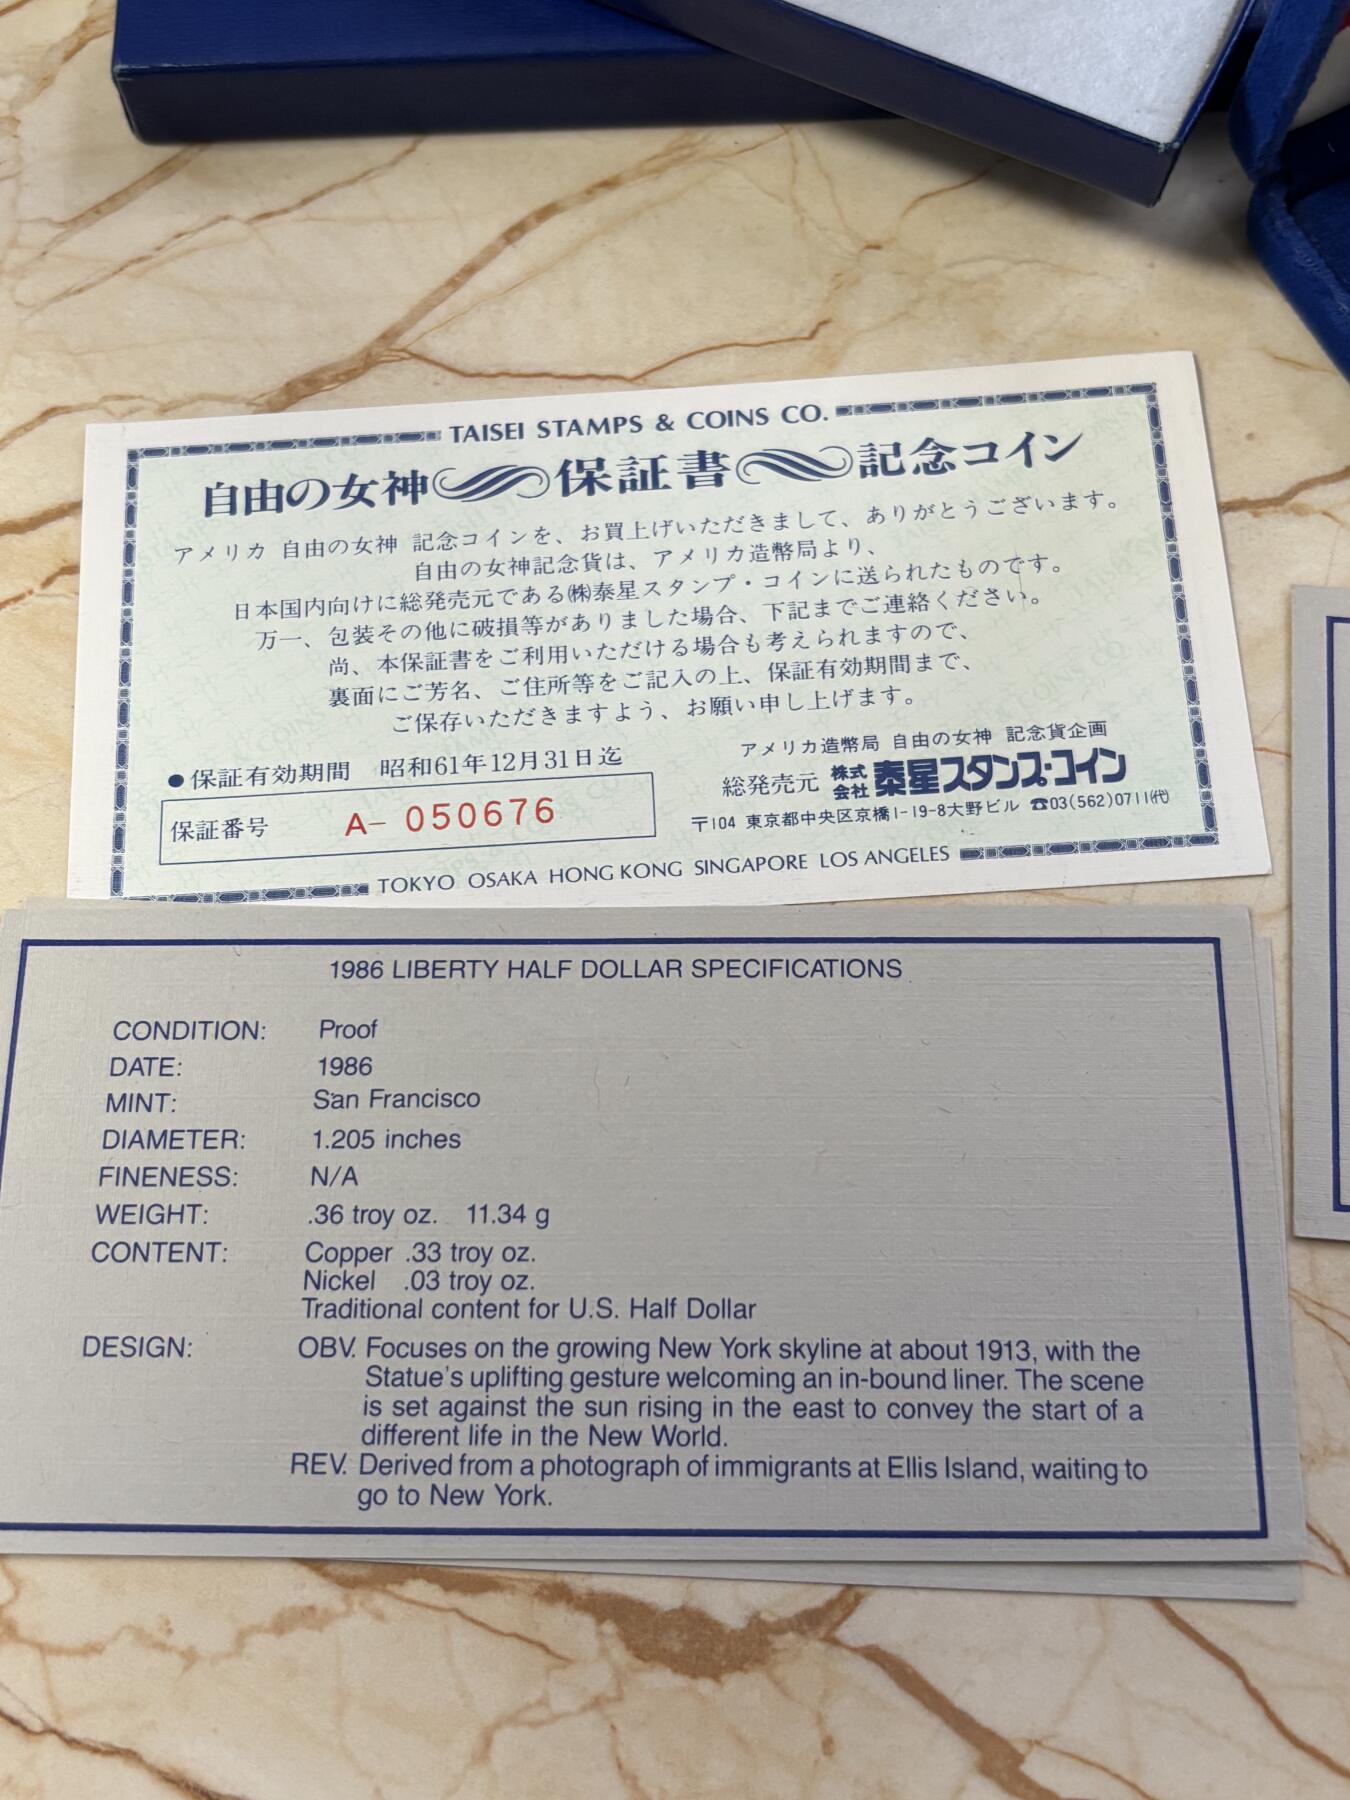 TAISEI STAMPS & COINS CO.
自由の女神 保証書 記念コイン
アメリカ 自由の女神 記念コインを、お買上げいただきまして、ありがとうございます。
自由の女神記念貨は、アメリカ造幣局より、
日本国内向けに総発売元である㈱泰星スタンプ・コインに送られたものです。
万一、包装その他に破損等がありました場合、下記までご連絡ください。
尚、本保証書をご利用いただける場合も考えられますので、
裏面にご芳名、ご住所等をご記入の上、保証有効期間まで、
ご保存いただきますよう、お願い申し上げます。
●保証有効期間 昭和61年12月31日迄
保証番号 A- 050676
アメリカ造幣局 自由の女神 記念貨企画
総発売元 株式会社 泰星スタンプ・コイン
〒104 東京都中央区京橋1-19-8大野ビル ☎03(562)0711㈹
TOKYO OSAKA HONG KONG SINGAPORE LOS ANGELES
1986 LIBERTY HALF DOLLAR SPECIFICATIONS
CONDITION: Proof
DATE: 1986
MINT: San Francisco
DIAMETER: 1.205 inches
FINENESS: N/A
WEIGHT: .36 troy oz. 11.34 g
CONTENT: Copper .33 troy oz.
Nickel .03 troy oz.
Traditional content for U.S. Half Dollar
DESIGN: OBV. Focuses on the growing New York skyline at about 1913, with the
Statue's uplifting gesture welcoming an in-bound liner. The scene
is set against the sun rising in the east to convey the start of a
different life in the New World.
REV. Derived from a photograph of immigrants at Ellis Island, waiting to
go to New York.